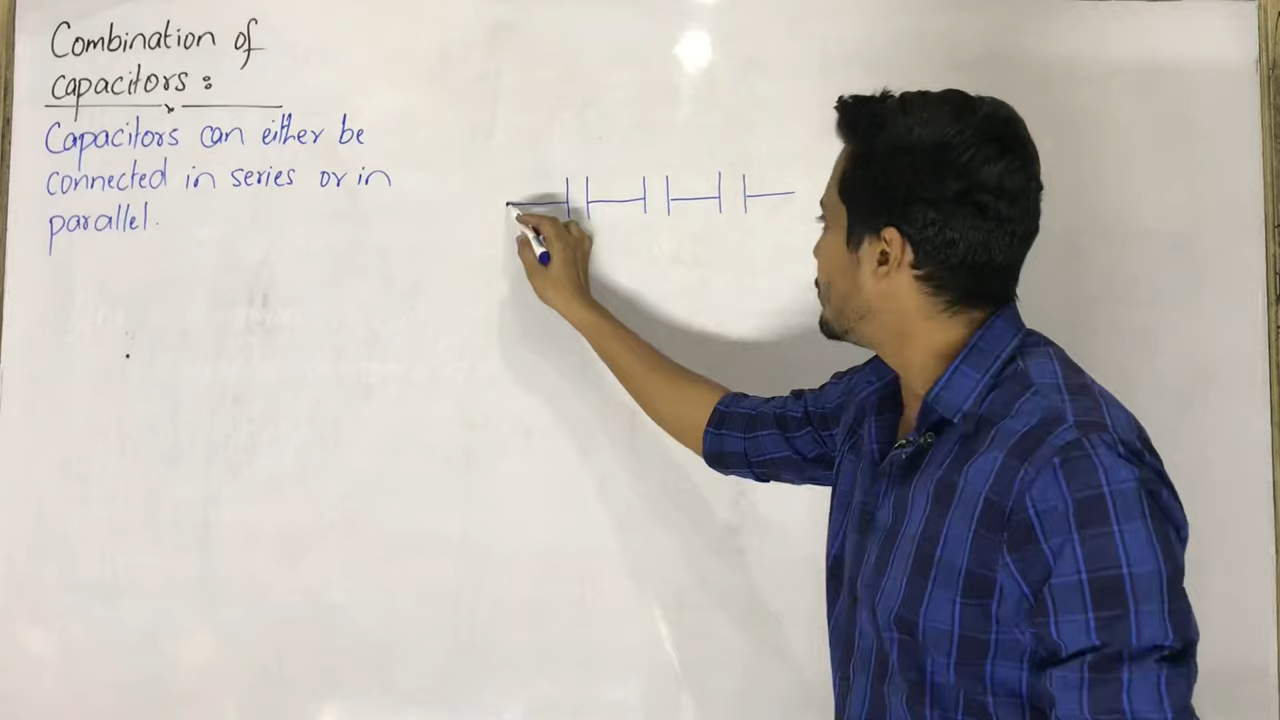 Combination of
capacitors :
Capacitors can either be
connected in series or in
parallel.